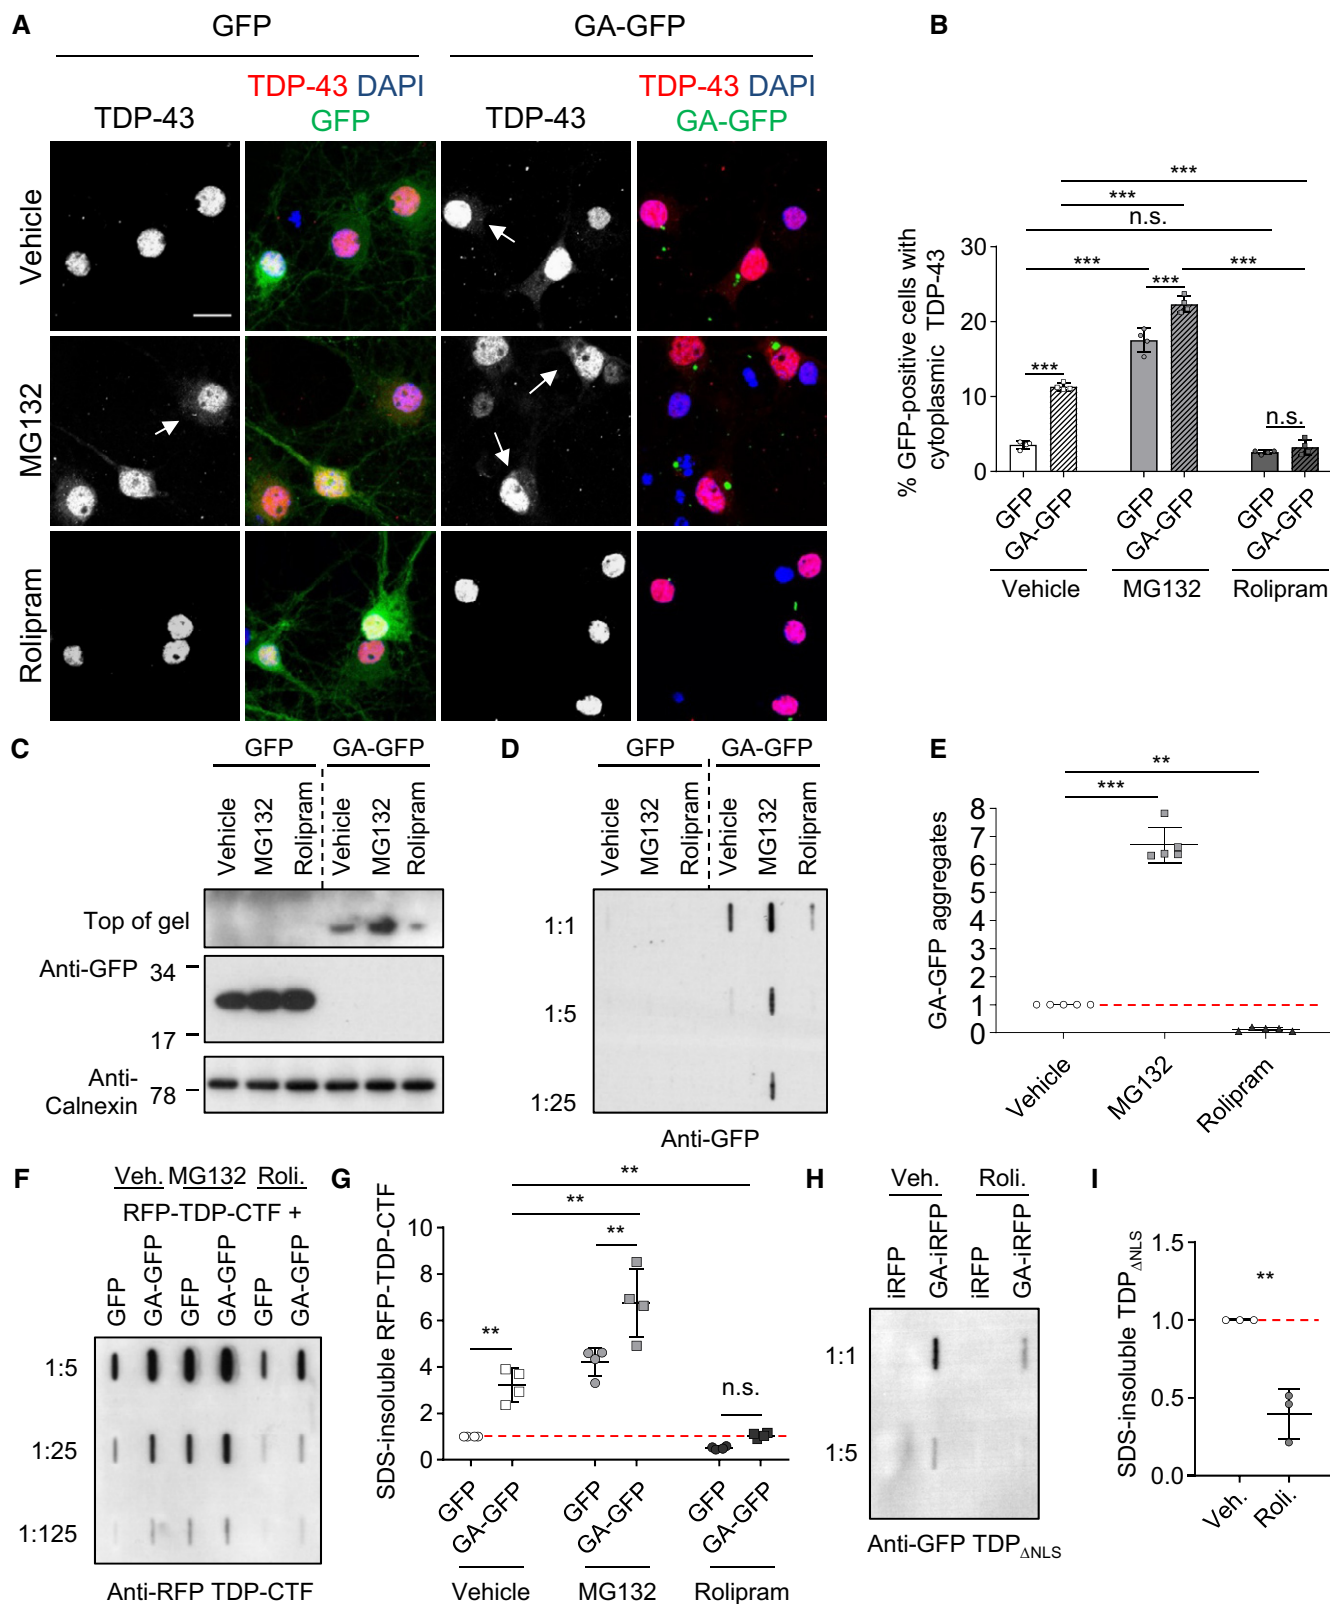 A
GFP
GA-GFP
TDP-43
TDP-43 DAPI
GFP
TDP-43
TDP-43 DAPI
GA-GFP
Vehicle
MG132
Rolipram
B
% GFP-positive cells with
cytoplasmic TDP-43
30
20
10
0
***
***
n.s.
***
***
***
***
n.s.
GFP
GA-GFP
GFP
GA-GFP
GFP
GA-GFP
Vehicle
MG132
Rolipram
C
GFP
GA-GFP
Vehicle
MG132
Rolipram
Vehicle
MG132
Rolipram
Top of gel
Anti-GFP
34
17
Anti-
Calnexin
78
D
GFP
GA-GFP
Vehicle
MG132
Rolipram
Vehicle
MG132
Rolipram
1:1
1:5
1:25
Anti-GFP
E
GA-GFP aggregates
8
7
6
5
4
3
2
1
0
**
***
Vehicle
MG132
Rolipram
F
Veh. MG132 Roli.
RFP-TDP-CTF +
GFP
GA-GFP
GFP
GA-GFP
GFP
GA-GFP
1:5
1:25
1:125
Anti-RFP TDP-CTF
G
SDS-insoluble RFP-TDP-CTF
10
8
6
4
2
0
**
**
**
**
n.s.
GFP
GA-GFP
GFP
GA-GFP
GFP
GA-GFP
Vehicle
MG132
Rolipram
H
Veh.
Roli.
iRFP
GA-iRFP
iRFP
GA-iRFP
1:1
1:5
Anti-GFP TDPΔNLS
I
SDS-insoluble TDPΔNLS
1.5
1.0
0.5
0.0
**
Veh.
Roli.